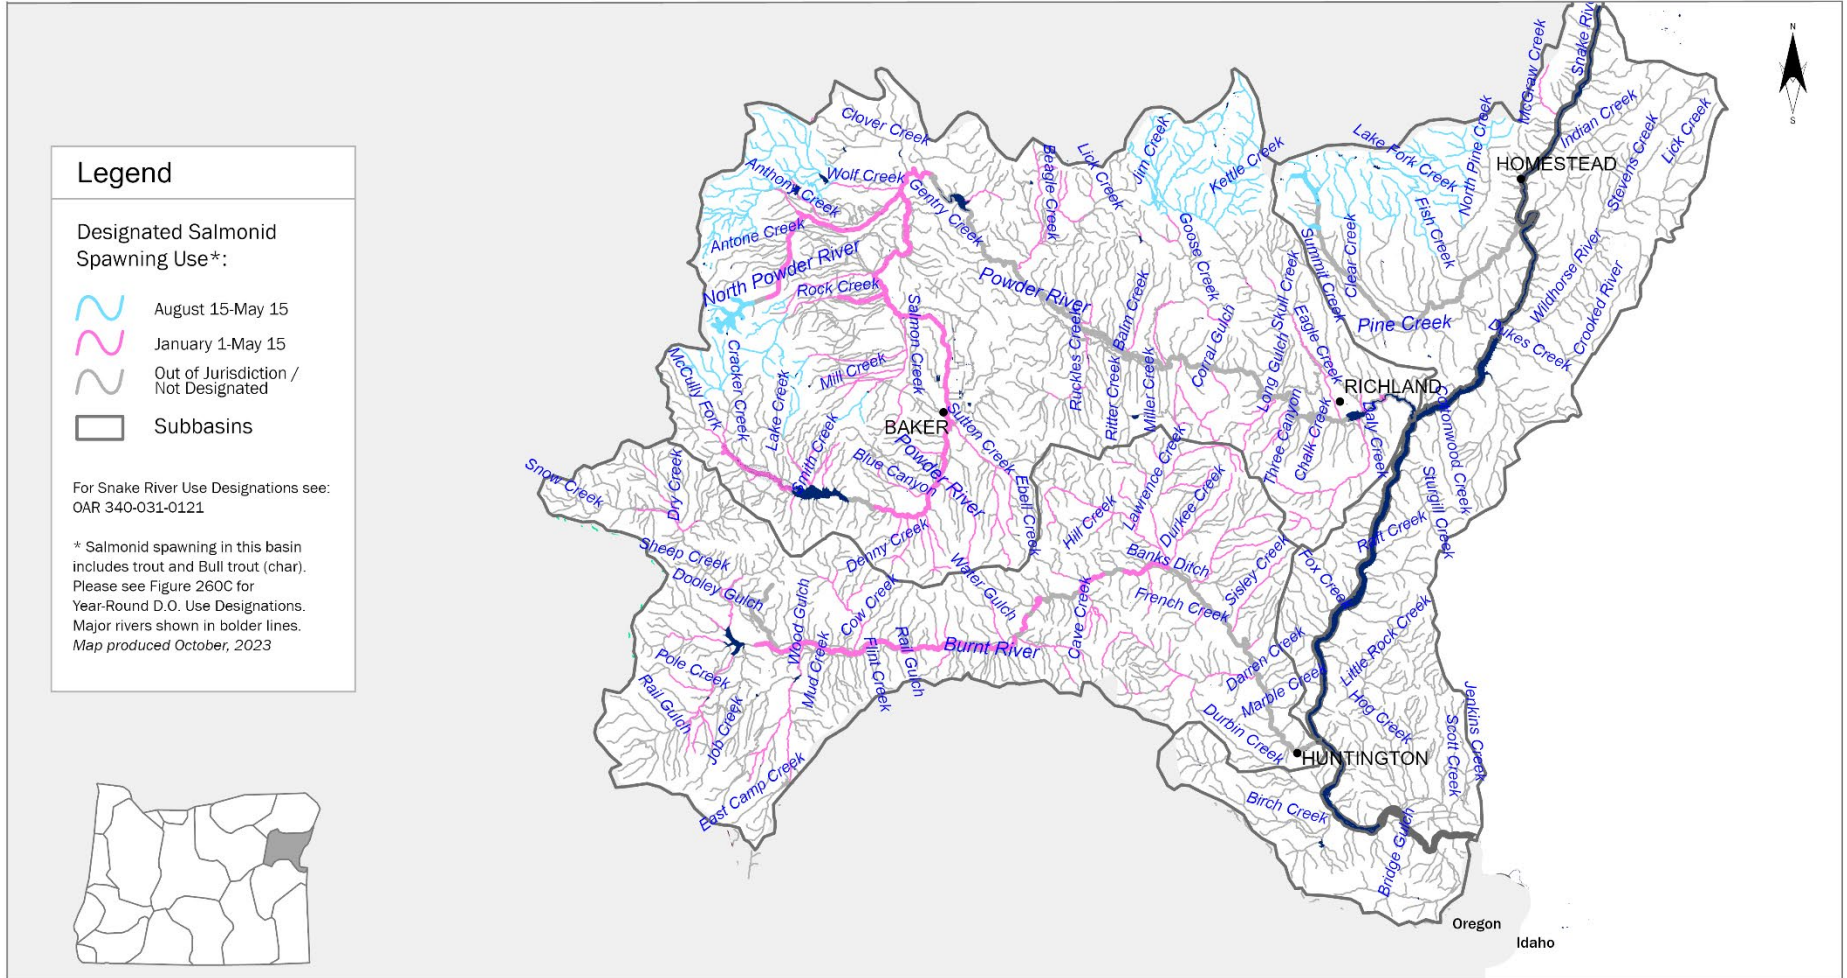 Legend
Designated Salmonid
Spawning Use*:
August 15-May 15
January 1-May 15
Out of Jurisdiction /
Not Designated
Subbasins
For Snake River Use Designations see:
OAR 340-031-0121
* Salmonid spawning in this basin
includes trout and Bull trout (char).
Please see Figure 260C for
Year-Round D.O. Use Designations.
Major rivers shown in bolder lines.
Map produced October, 2023
N
S
McGraw Creek
Indian Creek
Stevens Creek
Lick Creek
Clover Creek
Anthony Creek
Wolf Creek
Gentry Creek
Beagle Creek
Lick Creek
Jim Creek
Kettle Creek
Lake Fork Creek
North Pine Creek
HOMESTEAD
Antone Creek
North Powder River
Rock Creek
Powder River
Goose Creek
Summit Creek
Clear Creek
Fish Creek
Wildhorse River
Crooked River
Dukes Creek
Pine Creek
McCully Fork
Cracker Creek
Lake Creek
Mill Creek
Salmon Creek
Ruckles Creek
Balm Creek
Ritter Creek
Miller Creek
Corral Gulch
Long Gulch
Skull Creek
Eagle Creek
RICHLAND
Daly Creek
Three Canyon
Chalk Creek
Cottonwood Creek
Sturgill Creek
BAKER
Sutton Creek
Powder River
Blue Canyon
Smith Creek
Ebell Creek
Snow Creek
Dry Creek
Sheep Creek
Denny Creek
Hill Creek
Lawrence Creek
Durkee Creek
Banks Ditch
Sisley Creek
Raft Creek
Fox Creek
Dooley Gulch
Wood Gulch
Cow Creek
Water Gulch
Cave Creek
French Creek
Little Rock Creek
Pole Creek
Rail Gulch
Job Creek
Mud Creek
Flint Creek
Rail Gulch
Burnt River
Darren Creek
Marble Creek
Durbin Creek
Hog Creek
Jenkins Creek
Scott Creek
HUNTINGTON
East Camp Creek
Birch Creek
Bridge Gulch
Oregon
Idaho